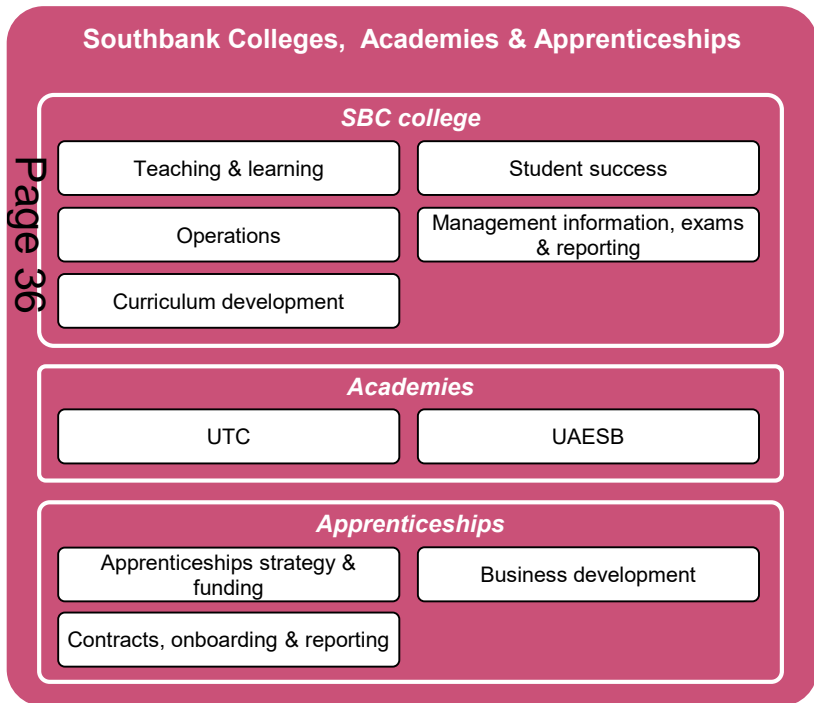 Southbank Colleges, Academies & Apprenticeships
SBC college
Teaching & learning
Student success
Operations
Management information, exams
& reporting
Curriculum development
Page 36
Academies
UTC
UAESB
Apprenticeships
Apprenticeships strategy &
funding
Business development
Contracts, onboarding & reporting